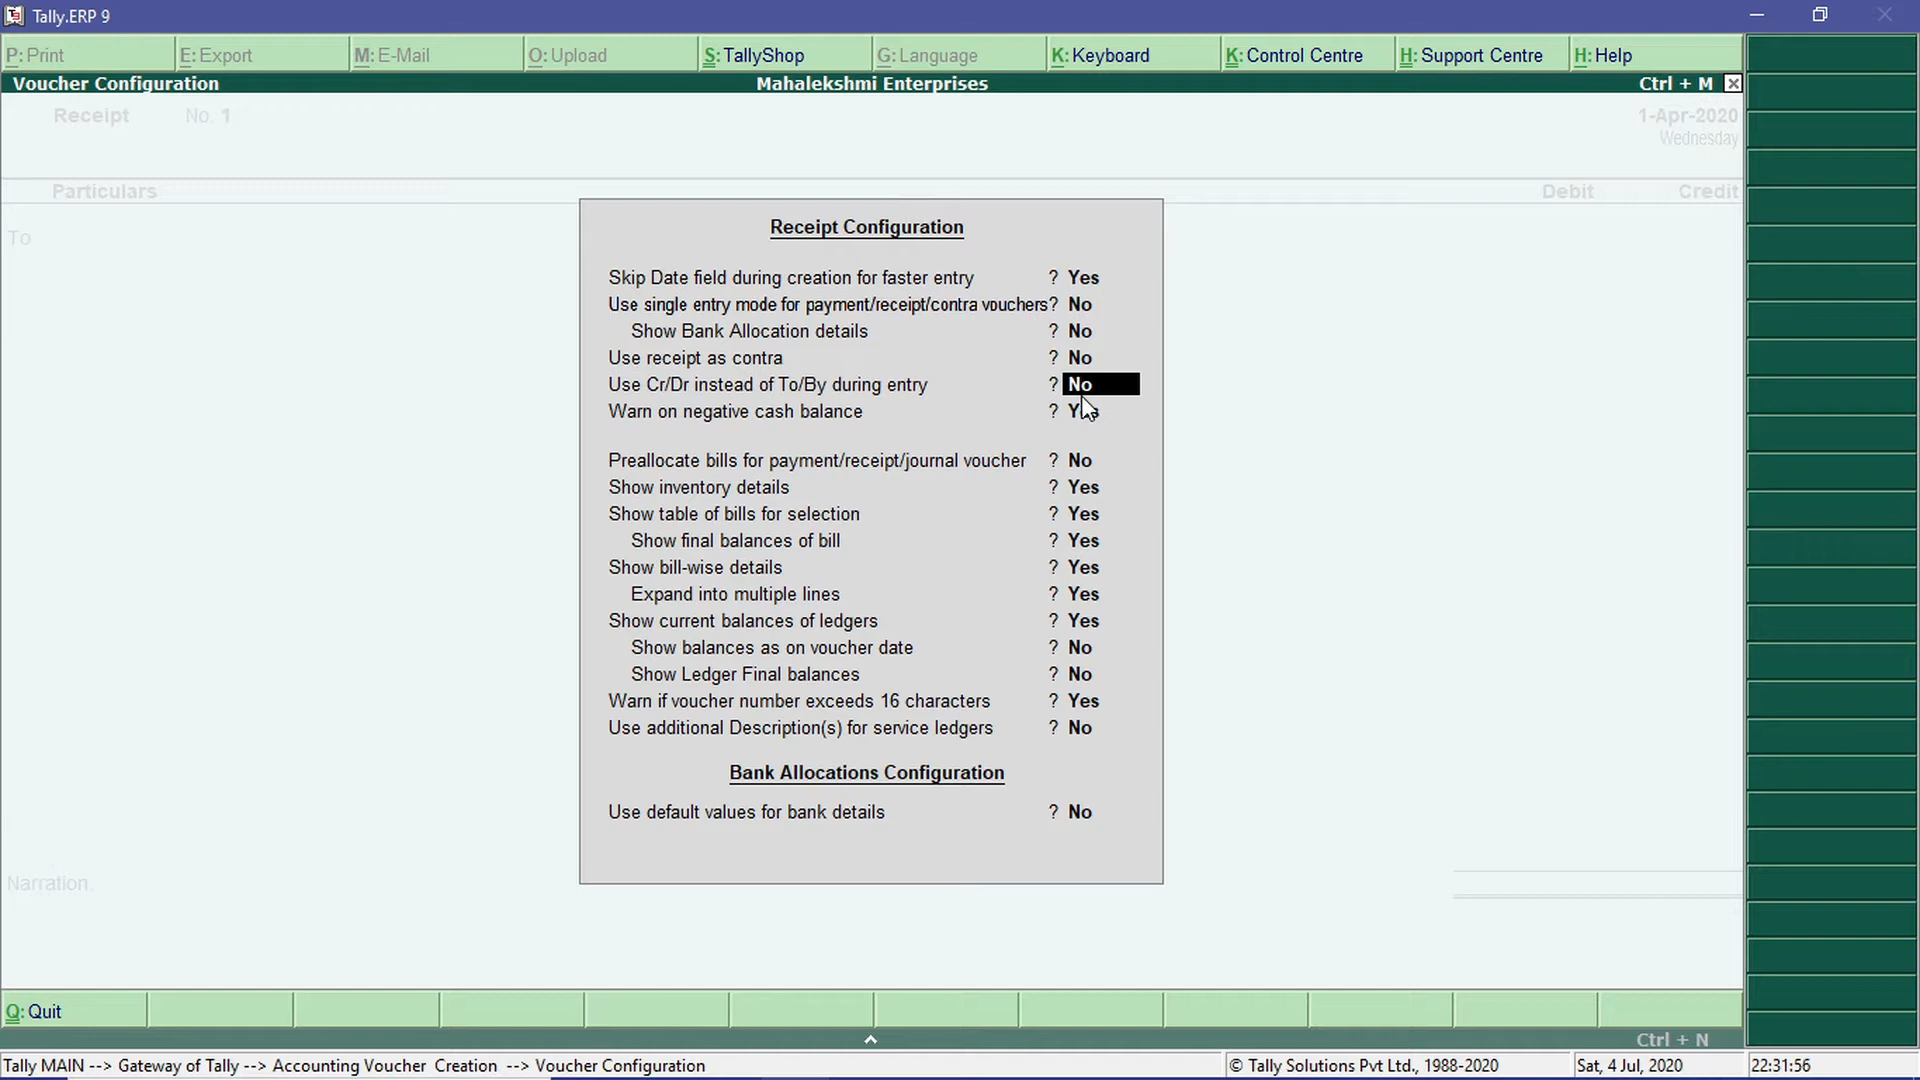 Tally.ERP 9
P: Print E: Export M: E-Mail O: Upload S: TallyShop G: Language K: Keyboard K: Control Centre H: Support Centre H: Help
Voucher Configuration Mahalekshmi Enterprises Ctrl + M
Receipt No. 1 1-Apr-2020
Wednesday
Particulars Debit Credit
To
Receipt Configuration
Skip Date field during creation for faster entry ? Yes
Use single entry mode for payment/receipt/contra vouchers? No
Show Bank Allocation details ? No
Use receipt as contra ? No
Use Cr/Dr instead of To/By during entry ? No
Warn on negative cash balance ? Yes
Preallocate bills for payment/receipt/journal voucher ? No
Show inventory details ? Yes
Show table of bills for selection ? Yes
Show final balances of bill ? Yes
Show bill-wise details ? Yes
Expand into multiple lines ? Yes
Show current balances of ledgers ? Yes
Show balances as on voucher date ? No
Show Ledger Final balances ? No
Warn if voucher number exceeds 16 characters ? Yes
Use additional Description(s) for service ledgers ? No
Bank Allocations Configuration
Use default values for bank details ? No
Narration:
Q: Quit
Ctrl + N
Tally MAIN --> Gateway of Tally --> Accounting Voucher Creation --> Voucher Configuration © Tally Solutions Pvt Ltd., 1988-2020 Sat, 4 Jul, 2020 22:31:56